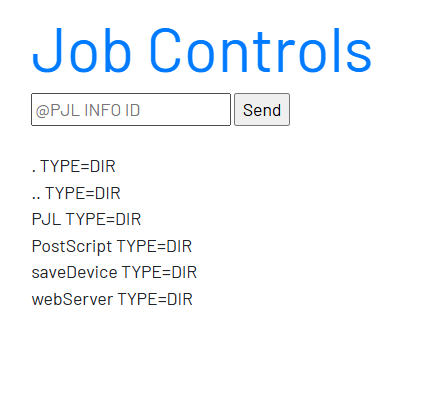 Job Controls
@PJL INFO ID
Send
. TYPE=DIR
.. TYPE=DIR
PJL TYPE=DIR
PostScript TYPE=DIR
saveDevice TYPE=DIR
webServer TYPE=DIR